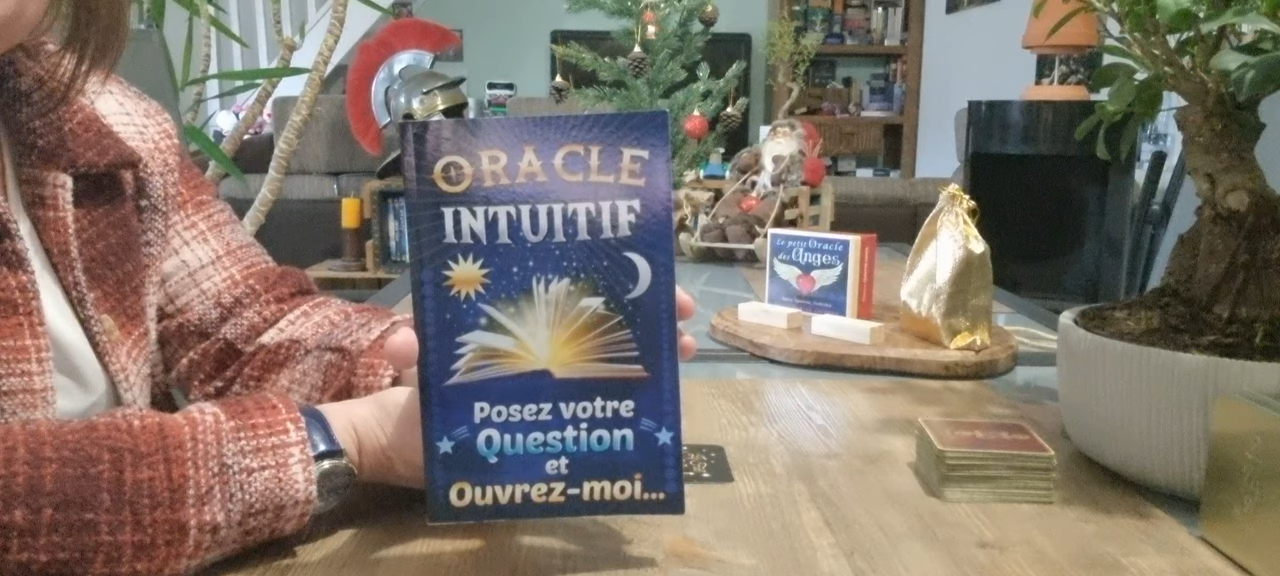 ORACLE
INTUITIF
Posez votre
Question
et
Ouvrez-moi...
Le petit Oracle
des Anges